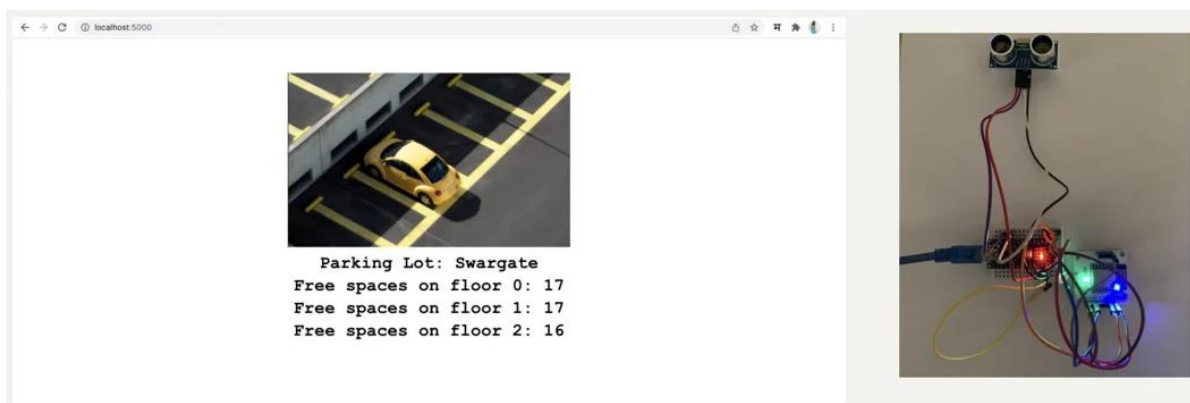 localhost:5000
म
Parking Lot: Swargate
Free spaces on floor 0: 17
Free spaces on floor 1: 17
Free spaces on floor 2: 16